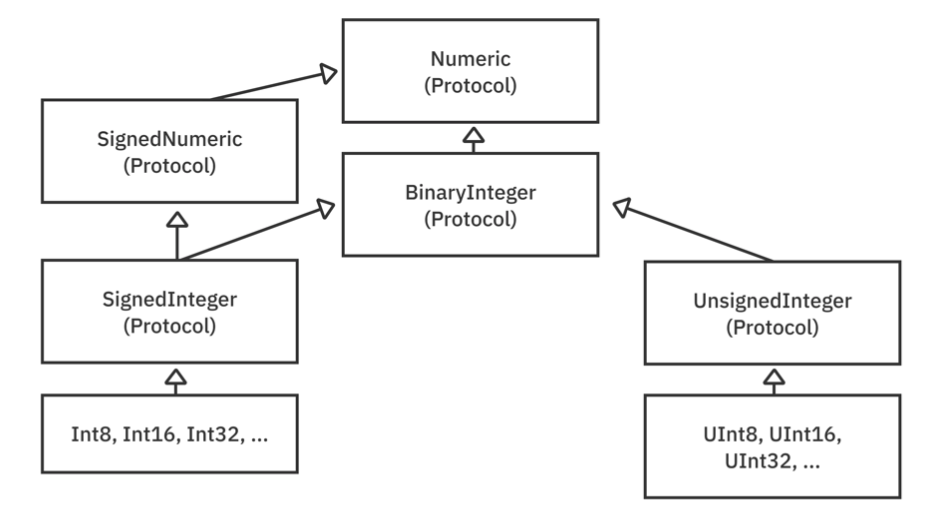 Numeric
(Protocol)
SignedNumeric
(Protocol)
BinaryInteger
(Protocol)
SignedInteger
(Protocol)
UnsignedInteger
(Protocol)
Int8, Int16, Int32, ...
UInt8, UInt16,
UInt32, ...